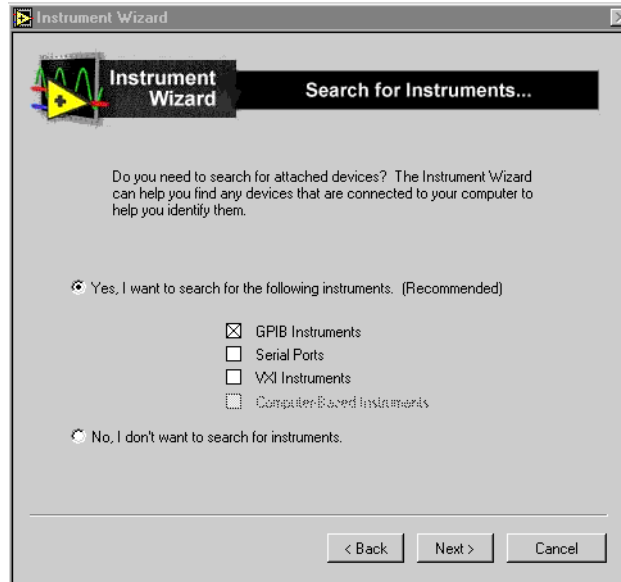 Instrument Wizard
Instrument
Wizard
Search for Instruments...
Do you need to search for attached devices?  The Instrument Wizard
can help you find any devices that are connected to your computer to
help you identify them.
Yes, I want to search for the following instruments.  (Recommended)
GPIB Instruments
Serial Ports
VXI Instruments
Computer-Based Instruments
No, I don't want to search for instruments.
< Back
Next >
Cancel